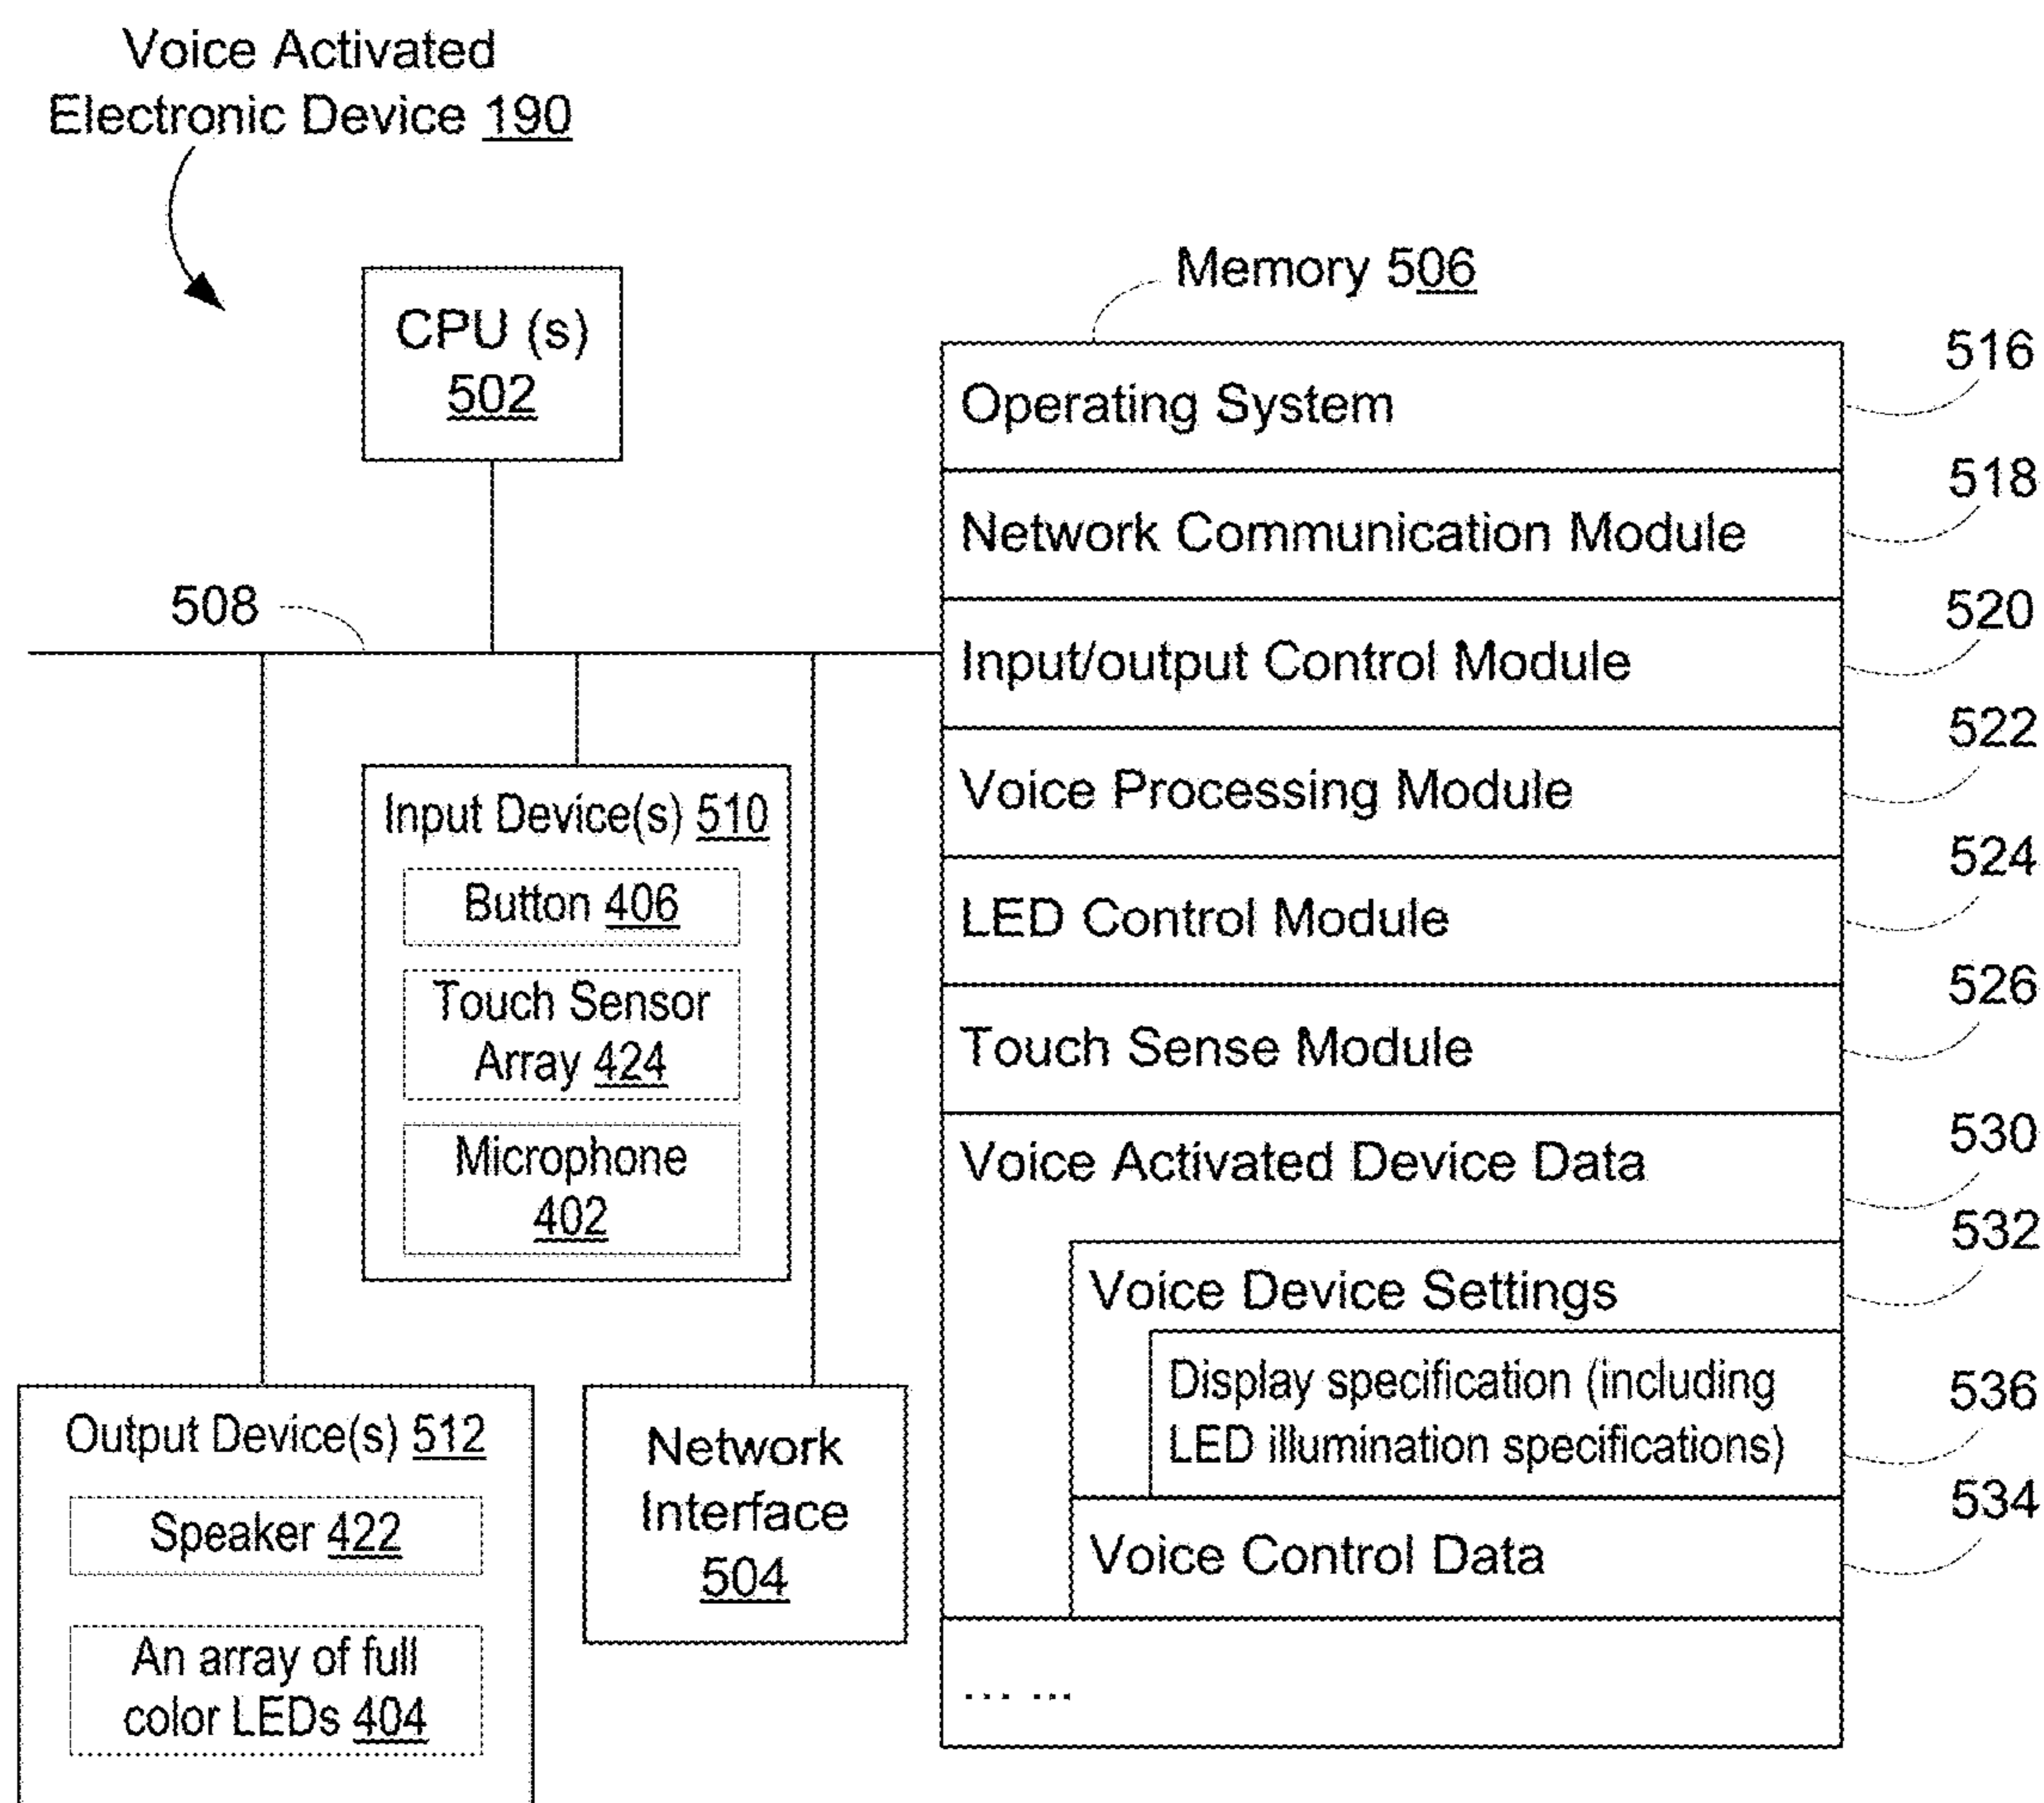 Voice Activated
Electronic Device 190
CPU (s)
502
508
Input Device(s) 510
Button 406
Touch Sensor
Array 424
Microphone
402
Output Device(s) 512
Speaker 422
An array of full
color LEDs 404
Network
Interface
504
Memory 506
Operating System
516
Network Communication Module
518
Input/output Control Module
520
Voice Processing Module
522
LED Control Module
524
Touch Sense Module
526
Voice Activated Device Data
530
Voice Device Settings
532
Display specification (including
LED illumination specifications)
536
Voice Control Data
534
... ...